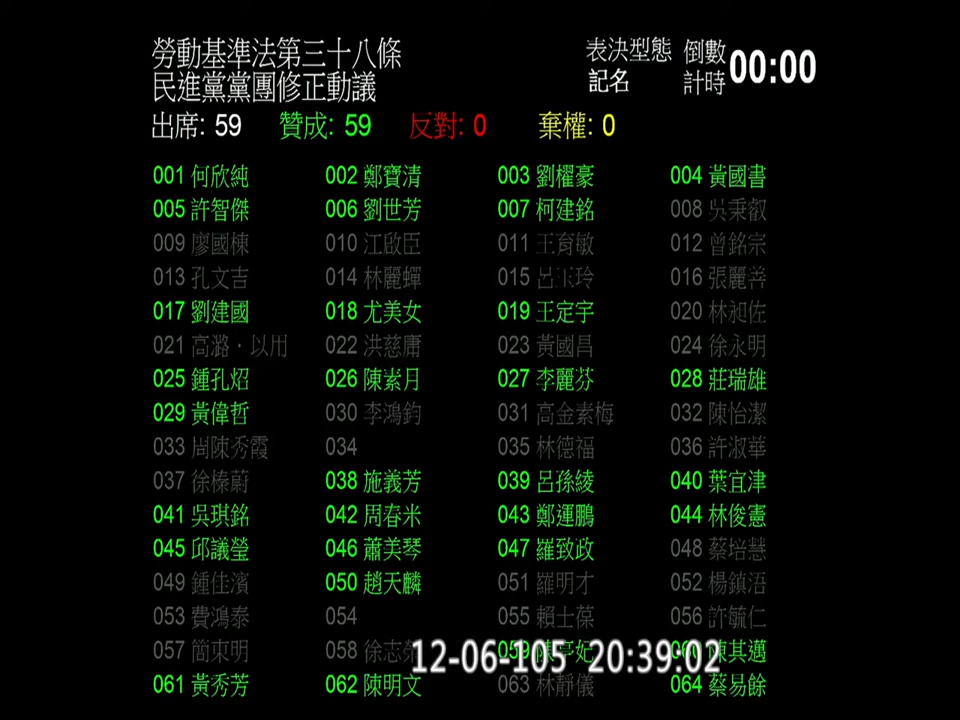 勞動基準法第三十八條 表決型態 倒數 00:00
民進黨黨團修正動議 記名 計時
出席: 59 贊成: 59 反對: 0 棄權: 0
001 何欣純 002 鄭寶清 003 劉櫂豪 004 黃國書
005 許智傑 006 劉世芳 007 柯建銘 008 吳秉叡
009 廖國棟 010 江啟臣 011 王育敏 012 曾銘宗
013 孔文吉 014 林麗蟬 015 呂玉玲 016 張麗善
017 劉建國 018 尤美女 019 王定宇 020 林昶佐
021 高潞．以用 022 洪慈庸 023 黃國昌 024 徐永明
025 鍾孔炤 026 陳素月 027 李麗芬 028 莊瑞雄
029 黃偉哲 030 李鴻鈞 031 高金素梅 032 陳怡潔
033 周陳秀霞 034 035 林德福 036 許淑華
037 徐榛蔚 038 施義芳 039 呂孫綾 040 葉宜津
041 吳琪銘 042 周春米 043 鄭運鵬 044 林俊憲
045 邱議瑩 046 蕭美琴 047 羅致政 048 蔡培慧
049 鍾佳濱 050 趙天麟 051 羅明才 052 楊鎮浯
053 費鴻泰 054 055 賴士葆 056 許毓仁
057 簡東明 058 徐志榮 059 陳亭妃 060 陳其邁
12-06-105 20:39:02
061 黃秀芳 062 陳明文 063 林靜儀 064 蔡易餘